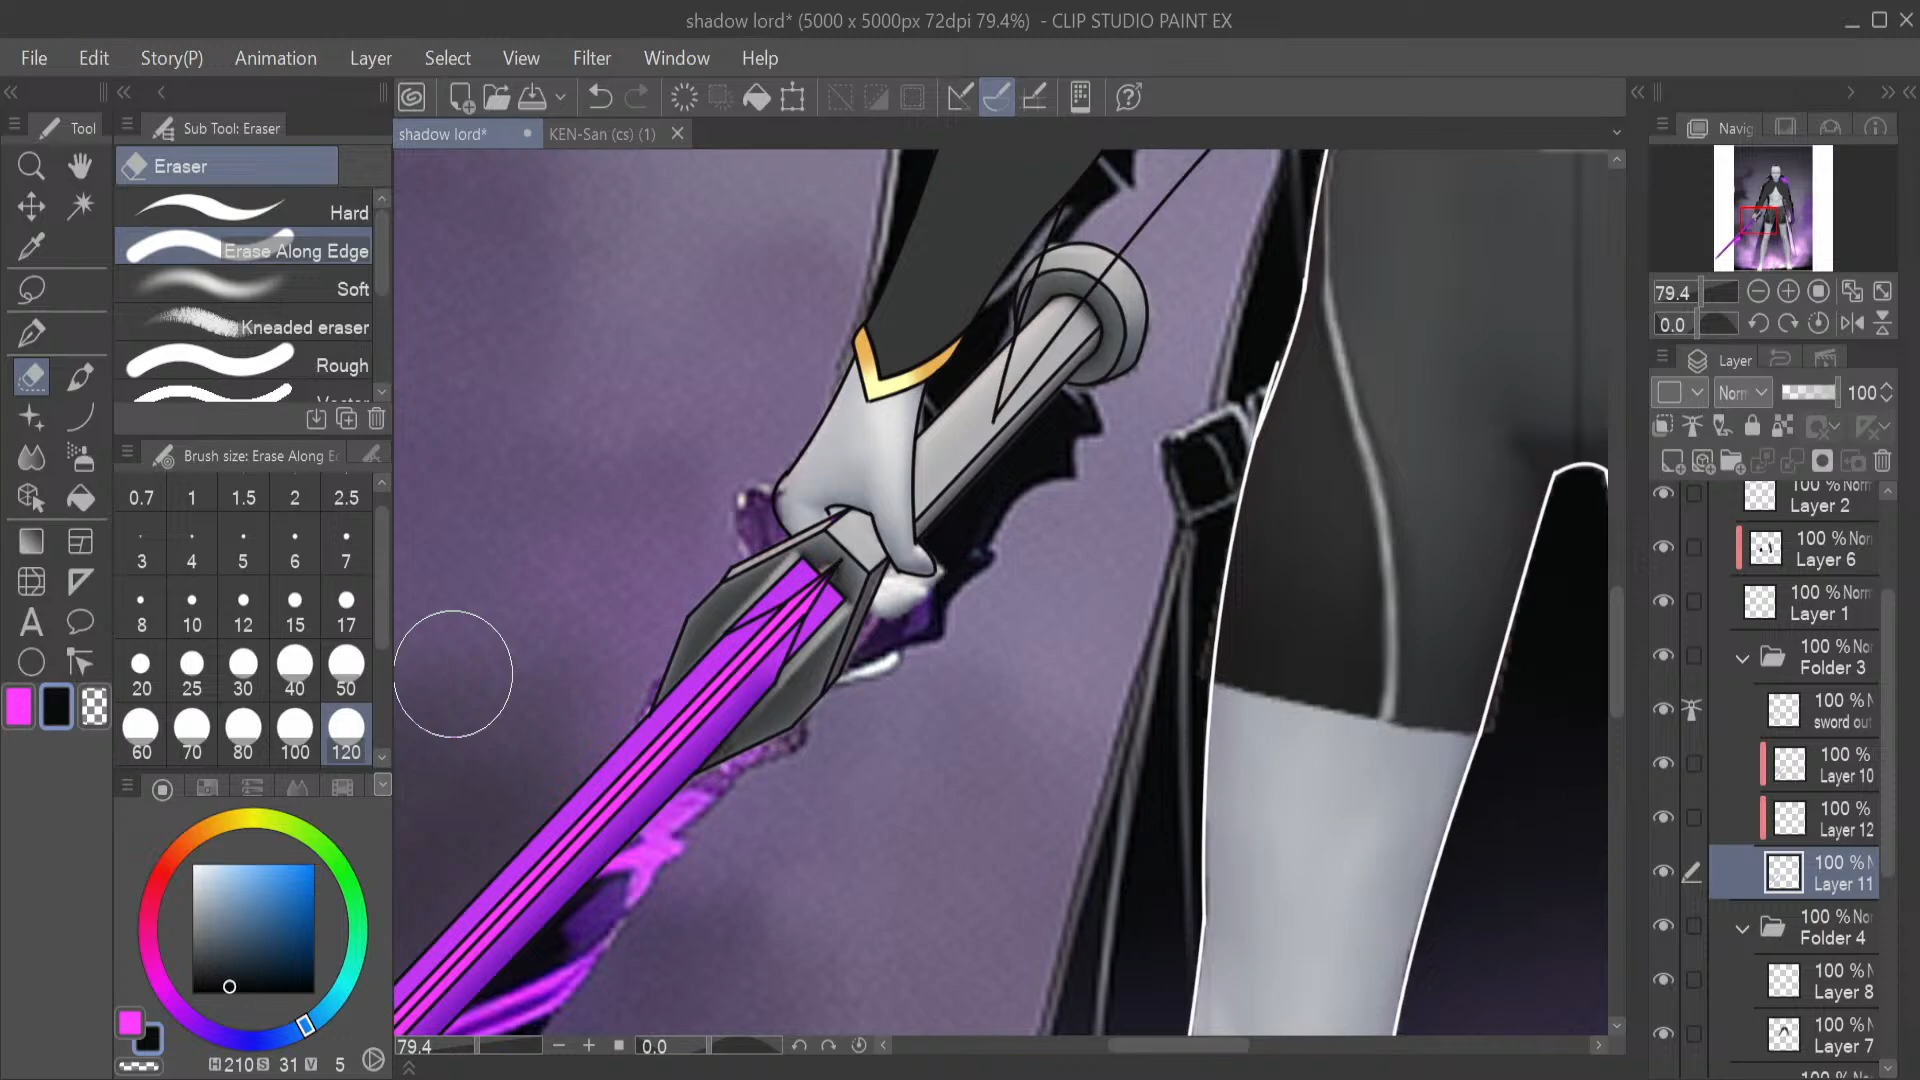 shadow lord* (5000 x 5000px 72dpi 79.4%) - CLIP STUDIO PAINT EX
File Edit Story(P) Animation Layer Select View Filter Window Help
shadow lord* KEN-San (cs) (1)
Tool
Sub Tool: Eraser
Eraser
Hard
Erase Along Edge
Soft
Kneaded eraser
Rough
Brush size: Erase Along E
0.7 1 1.5 2 2.5
3 4 5 6 7
8 10 12 15 17
20 25 30 40 50
60 70 80 100 120
H 210 S 31 V 5
79.4 0.0
Navig
79.4
0.0
Layer
Norm 100
100 % Norm
Layer 2
100 % Norm
Layer 6
100 % Norm
Layer 1
100 % No
Folder 3
100 % N
sword out
100 %
Layer 10
100 %
Layer 12
100 % N
Layer 11
100 % No
Folder 4
100 % N
Layer 8
100 % N
Layer 7